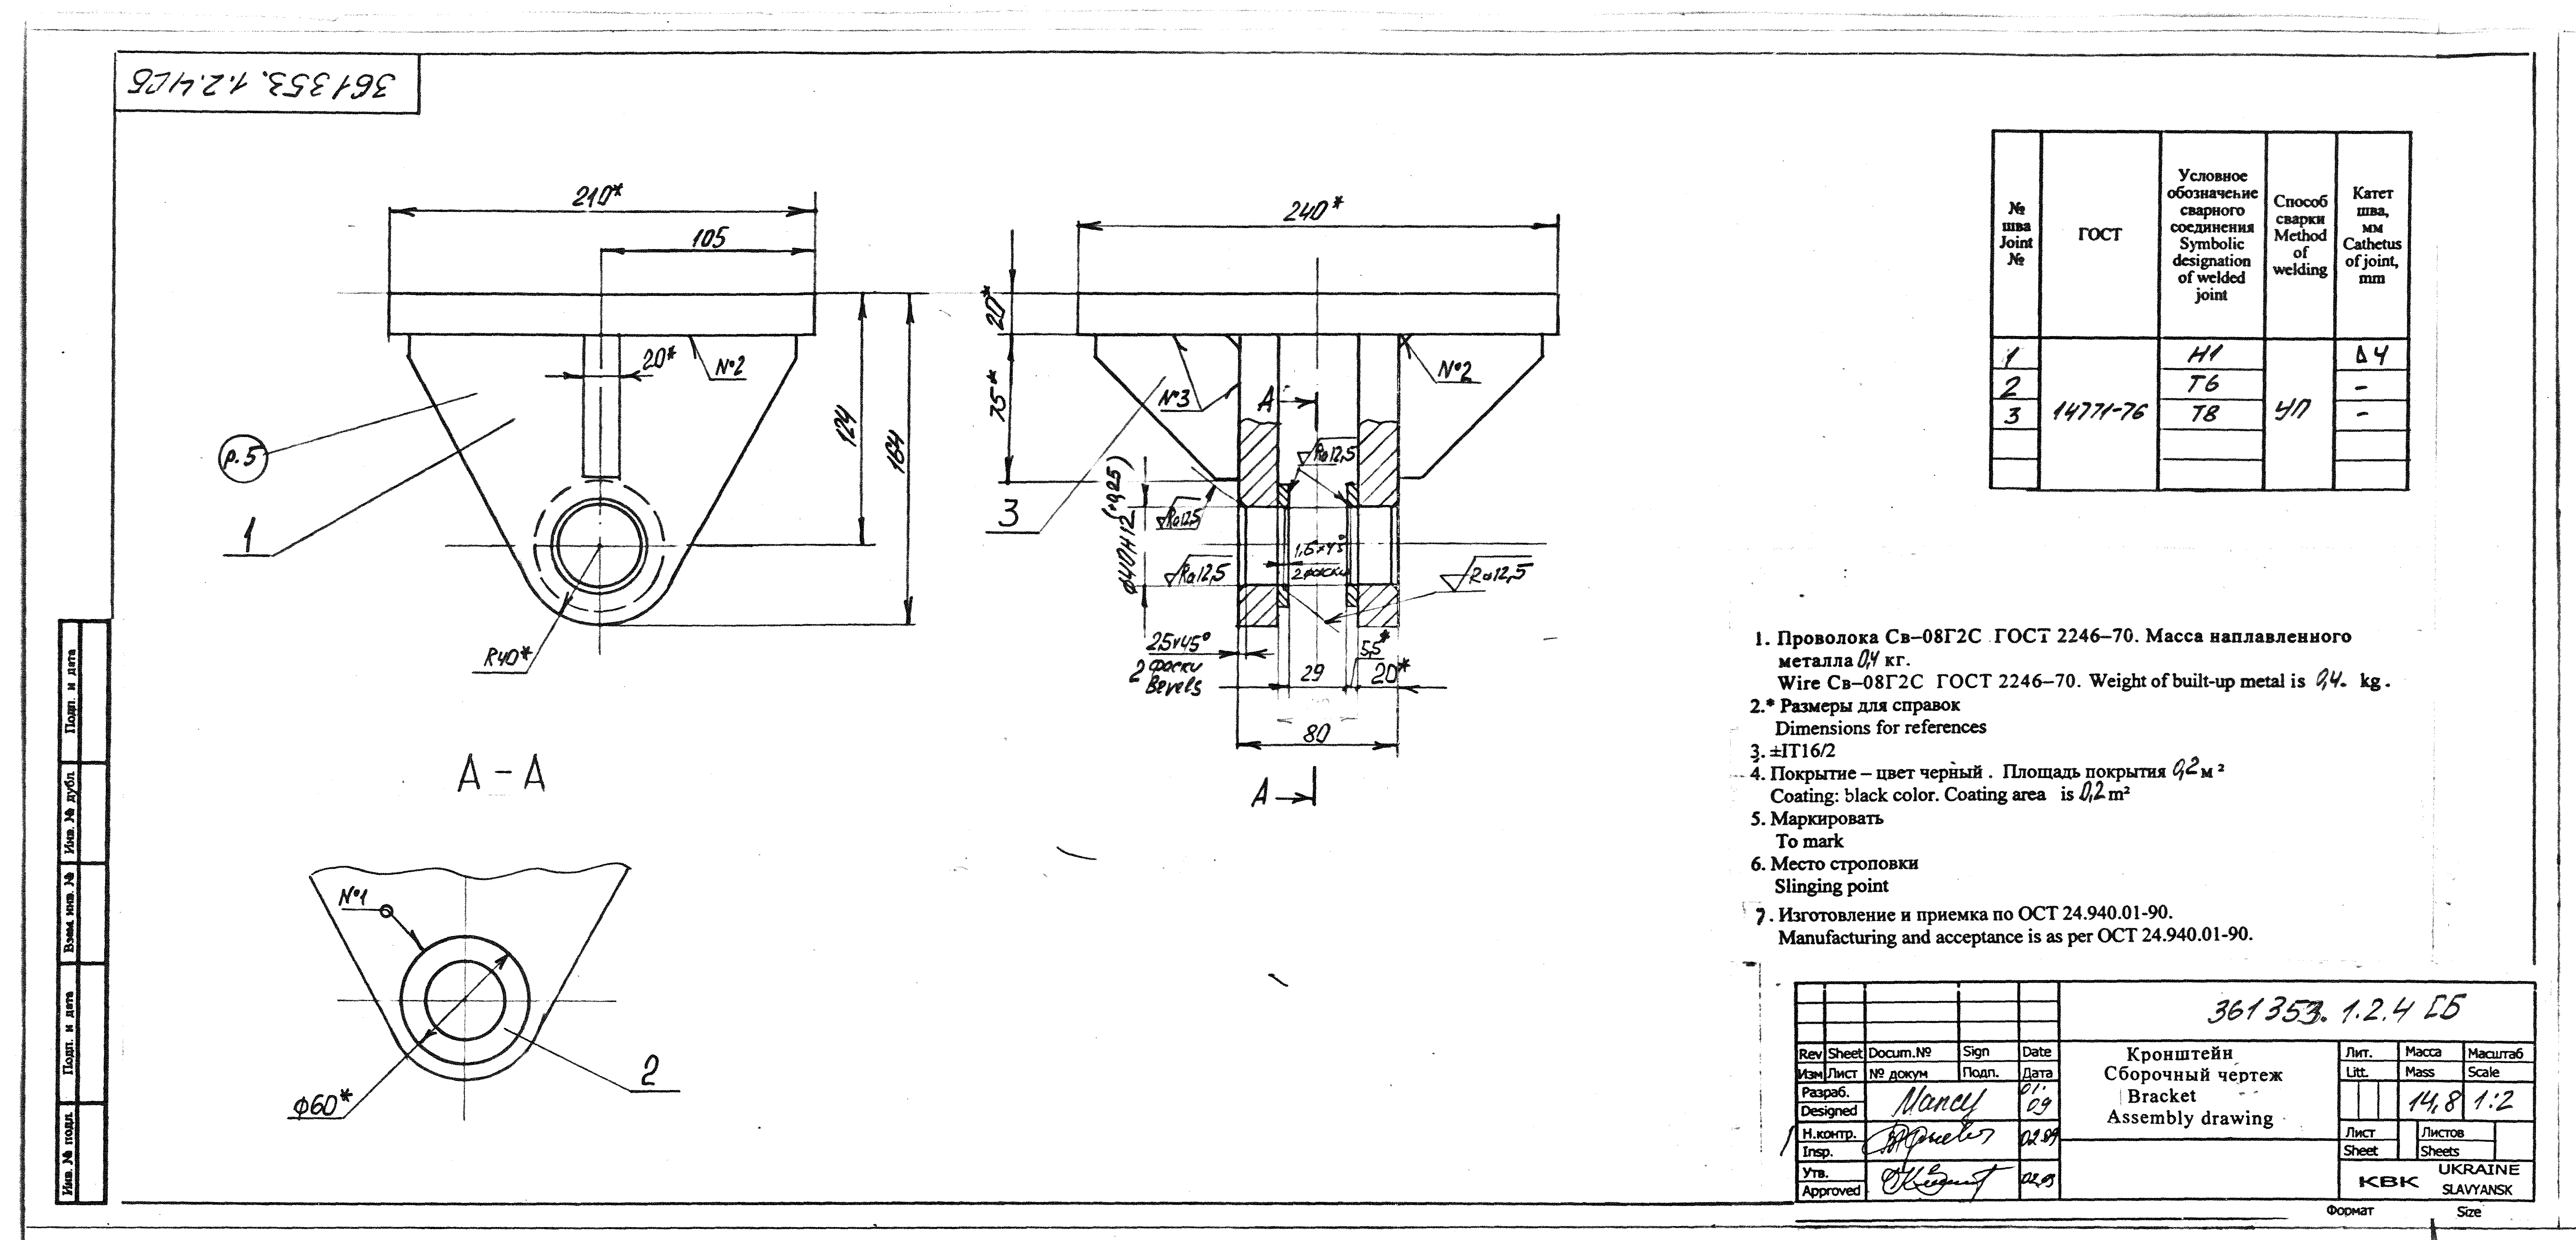 361353.1.2.4СБ
210*
105
20*
№2
124
164
р.5
1
R40*
240*
20*
75*
№3
№2
А
3
Ra12,5
Ra12,5
Ra12,5
Ra12,5
ϕ40H12(+0,25)
1,6×45°
2 фаски
2,5×45°
2 фаски
Bevels
29
5,5*
20*
80
А
А - А
№1
2
ϕ60*
№ шва Joint №
ГОСТ
Условное обозначение сварного соединения Symbolic designation of welded joint
Способ сварки Method of welding
Катет шва, мм Cathetus of joint, mm
1 Н1 Δ4
2 Т6 -
3 14771-76 Т8 УП -
1. Проволока Св-08Г2С ГОСТ 2246-70. Масса наплавленного
металла 0,4 кг.
Wire Св-08Г2С ГОСТ 2246-70. Weight of built-up metal is 0,4. kg.
2.* Размеры для справок
Dimensions for references
3. ±IT16/2
4. Покрытие – цвет черный. Площадь покрытия 0,2 м²
Coating: black color. Coating area is 0,2 m²
5. Маркировать
To mark
6. Место строповки
Slinging point
7. Изготовление и приемка по ОСТ 24.940.01-90.
Manufacturing and acceptance is as per ОСТ 24.940.01-90.
361353.1.2.4 СБ
Rev Sheet Docum.№ Sign Date
Изм Лист № докум Подп. Дата
Разраб.
Designed
01.
09
Н.контр.
Insp.
02.09
Утв.
Approved
02.09
Кронштейн
Сборочный чертеж
Bracket
Assembly drawing
Лит. Масса Масштаб
Litt. Mass Scale
14,8 1:2
Лист Листов
Sheet Sheets
КВК UKRAINE
SLAVYANSK
Формат Size
Подп. и дата
Инв. № дубл.
Взам. инв. №
Подп. и дата
Инв. № подл.